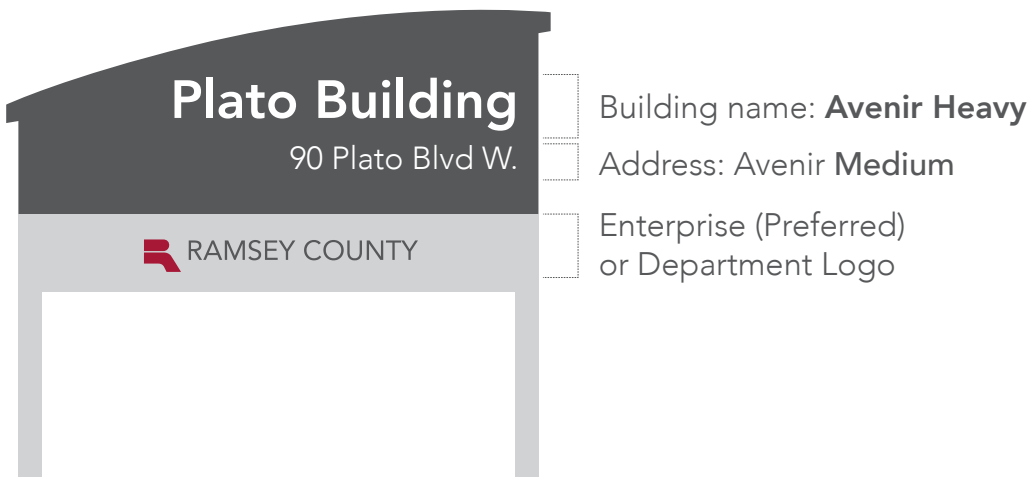 Plato Building
90 Plato Blvd W.
RAMSEY COUNTY
Building name: Avenir Heavy
Address: Avenir Medium
Enterprise (Preferred)
or Department Logo